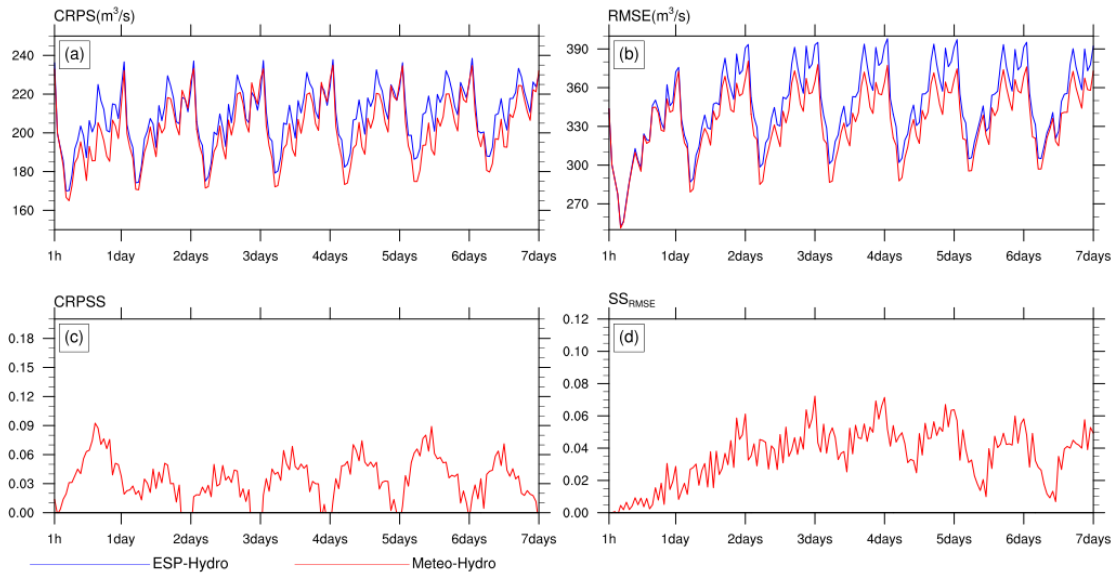 CRPS(m³/s)
(a)
240
220
200
180
160
1h 1day 2days 3days 4days 5days 6days 7days
RMSE(m³/s)
(b)
390
360
330
300
270
1h 1day 2days 3days 4days 5days 6days 7days
CRPSS
(c)
0.18
0.15
0.12
0.09
0.06
0.03
0.00
1h 1day 2days 3days 4days 5days 6days 7days
SS_RMSE
(d)
0.12
0.10
0.08
0.06
0.04
0.02
0.00
1h 1day 2days 3days 4days 5days 6days 7days
ESP-Hydro Meteo-Hydro